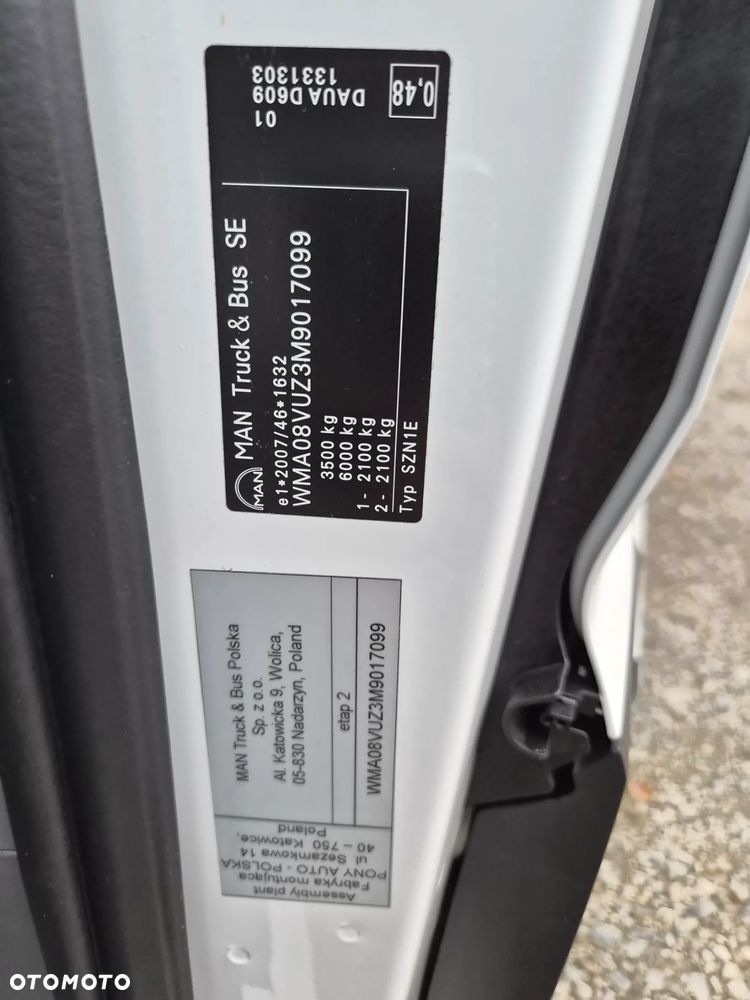 MAN
MAN Truck & Bus SE
e1*2007/46*1632
WMA08VUZ3M9017099
3500 kg
6000 kg
1- 2100 kg
2- 2100 kg
Typ SZN1E
01
DAUA D609
1331303
0,48
MAN Truck & Bus Polska
Sp. z o.o.
Al. Katowicka 9, Wolica,
05-830 Nadarzyn, Poland
etap 2
WMA08VUZ3M9017099
Assembly plant
Fabryka montująca
PONY AUTO - POLSKA
ul. Sezamkowa 14
40 – 750 Katowice,
Poland
OTOMOTO